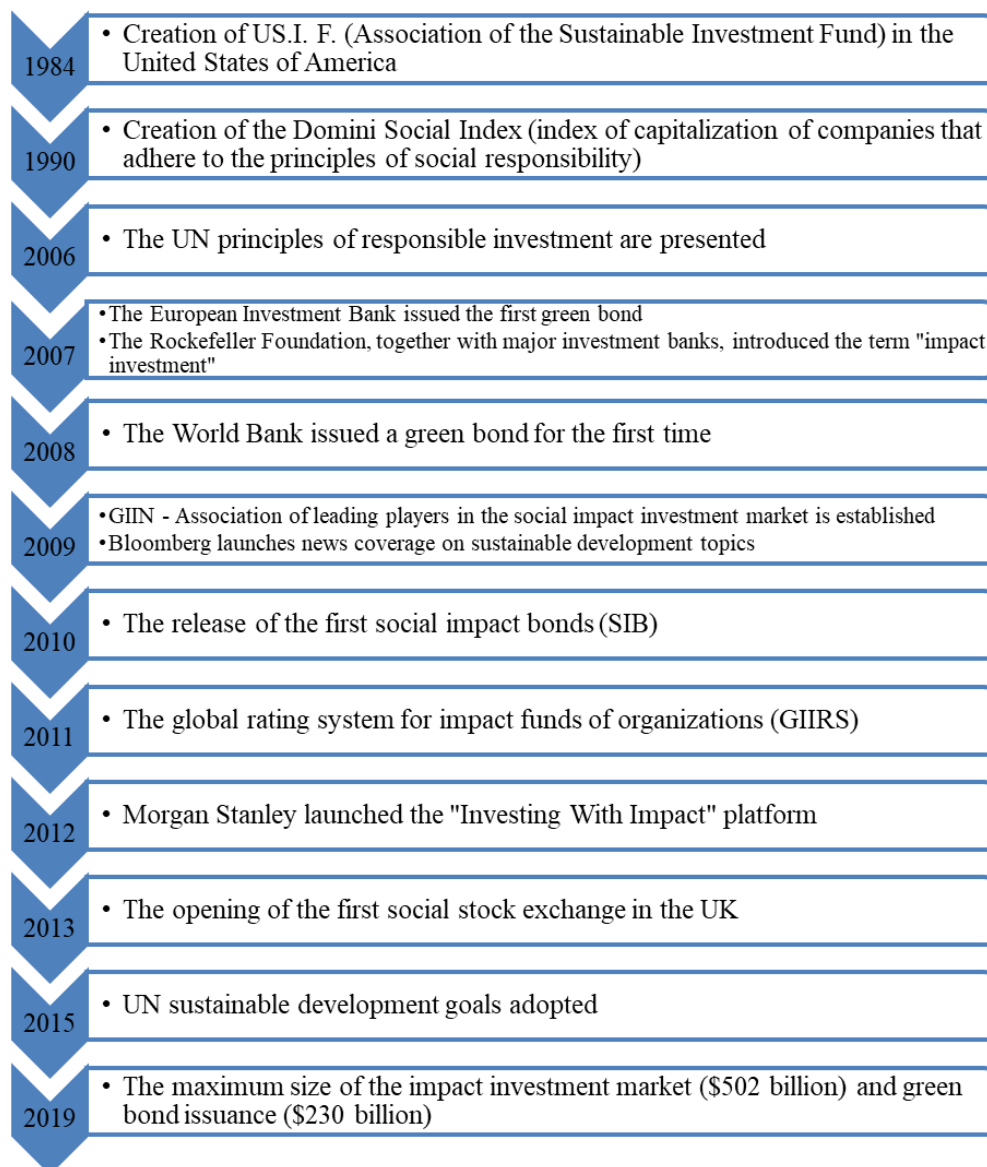 1984
• Creation of US.I. F. (Association of the Sustainable Investment Fund) in the
United States of America
1990
• Creation of the Domini Social Index (index of capitalization of companies that
adhere to the principles of social responsibility)
2006
• The UN principles of responsible investment are presented
2007
•The European Investment Bank issued the first green bond
•The Rockefeller Foundation, together with major investment banks, introduced the term "impact
investment"
2008
• The World Bank issued a green bond for the first time
2009
•GIIN - Association of leading players in the social impact investment market is established
•Bloomberg launches news coverage on sustainable development topics
2010
• The release of the first social impact bonds (SIB)
2011
• The global rating system for impact funds of organizations (GIIRS)
2012
• Morgan Stanley launched the "Investing With Impact" platform
2013
• The opening of the first social stock exchange in the UK
2015
• UN sustainable development goals adopted
2019
• The maximum size of the impact investment market ($502 billion) and green
bond issuance ($230 billion)